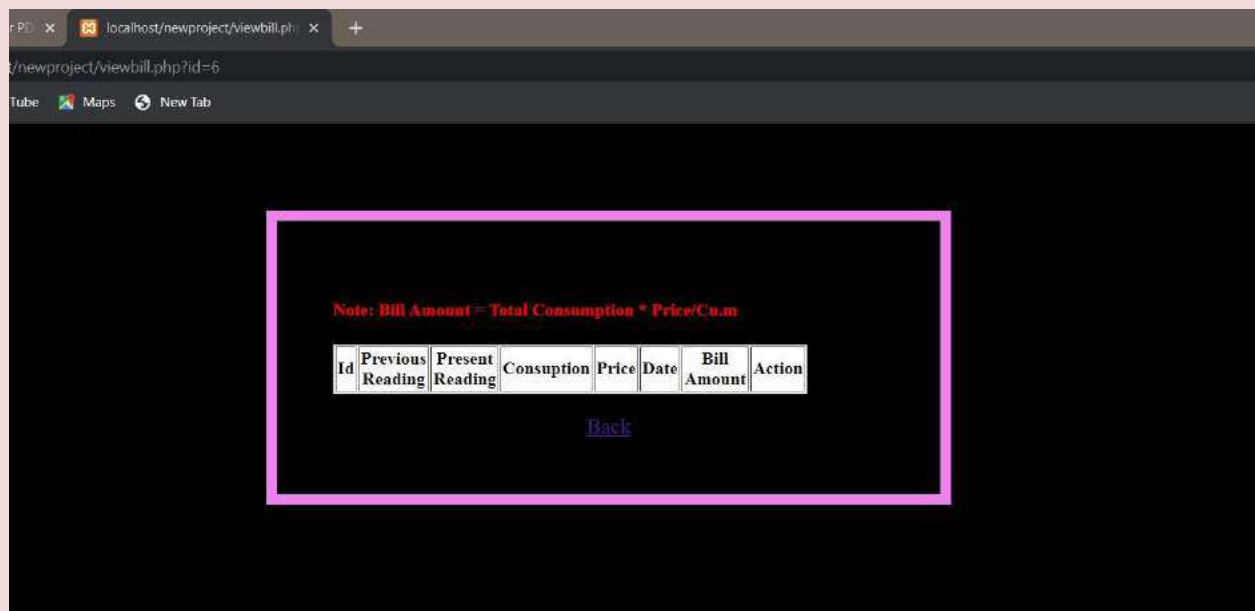 localhost/newproject/viewbill.ph
/newproject/viewbill.php?id=6
Tube Maps New Tab
Note: Bill Amount = Total Consumption * Price/Cu.m
Id Previous Reading Present Reading Consuption Price Date Bill Amount Action
Back